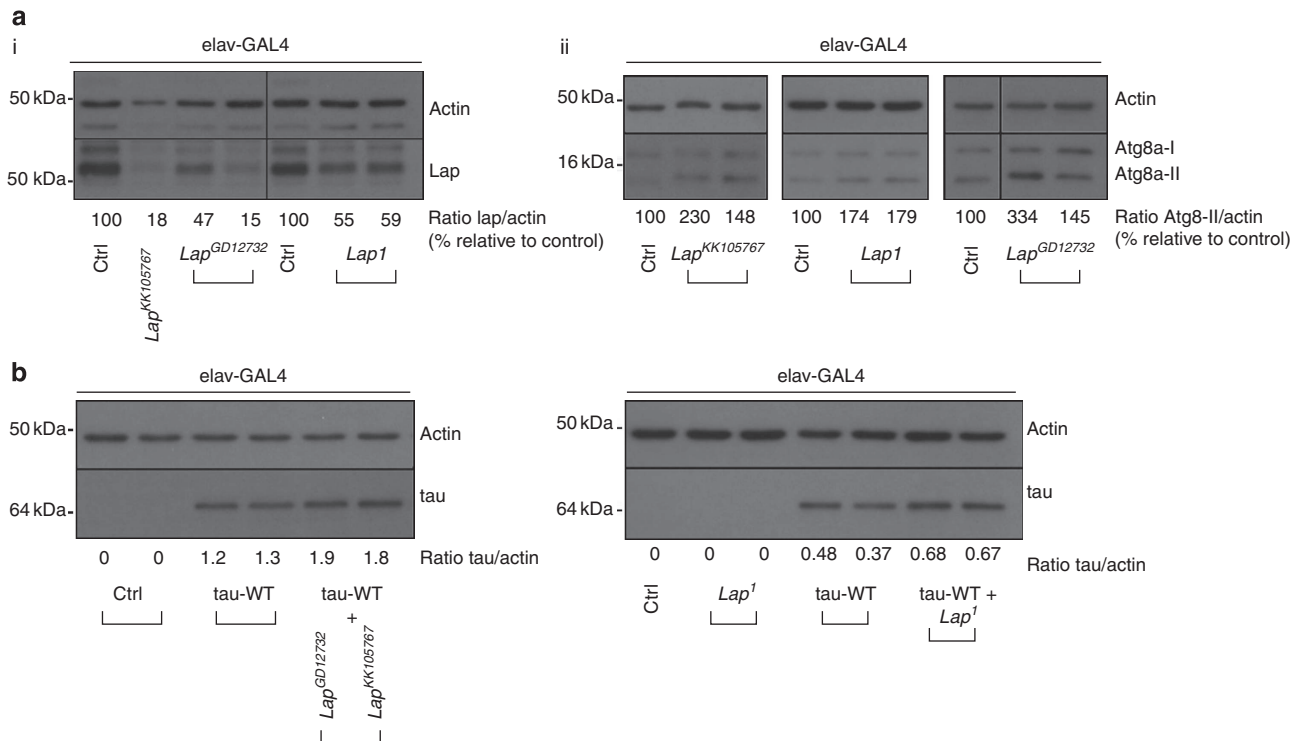 a
i
elav-GAL4
50 kDa
Actin
50 kDa
Lap
100 18 47 15 100 55 59
Ratio lap/actin
(% relative to control)
Ctrl
LapKK105767
LapGD12732
Ctrl
Lap1
ii
elav-GAL4
50 kDa
Actin
16 kDa
Atg8a-I
Atg8a-II
100 230 148 100 174 179 100 334 145
Ratio Atg8-II/actin
(% relative to control)
Ctrl
LapKK105767
Ctrl
Lap1
Ctrl
LapGD12732
b
elav-GAL4
50 kDa
Actin
64 kDa
tau
0 0 1.2 1.3 1.9 1.8
Ratio tau/actin
Ctrl
tau-WT
tau-WT
+
LapGD12732
LapKK105767
elav-GAL4
50 kDa
Actin
64 kDa
tau
0 0 0 0.48 0.37 0.68 0.67
Ratio tau/actin
Ctrl
Lap1
tau-WT
tau-WT +
Lap1